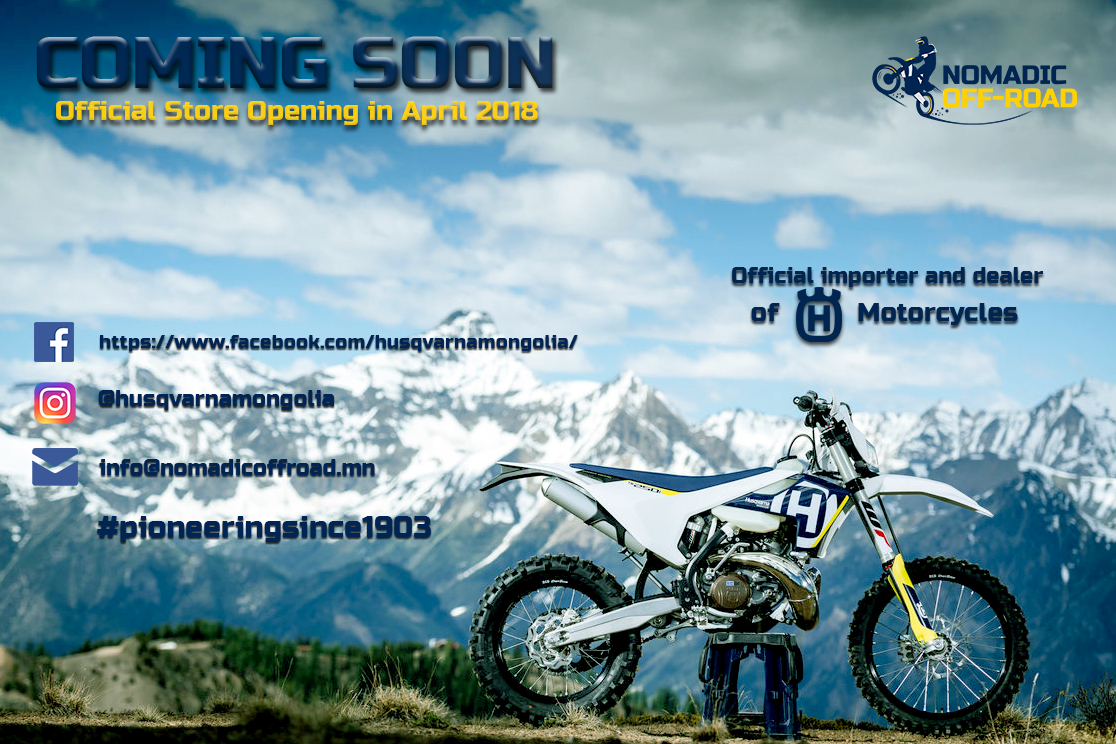 COMING SOON
Official Store Opening in April 2018
NOMADIC
OFF-ROAD
Official importer and dealer
of H Motorcycles
https://www.facebook.com/husqvarnamongolia/
@husqvarnamongolia
info@nomadicoffroad.mn
#pioneeringsince1903
Husqvarna
H